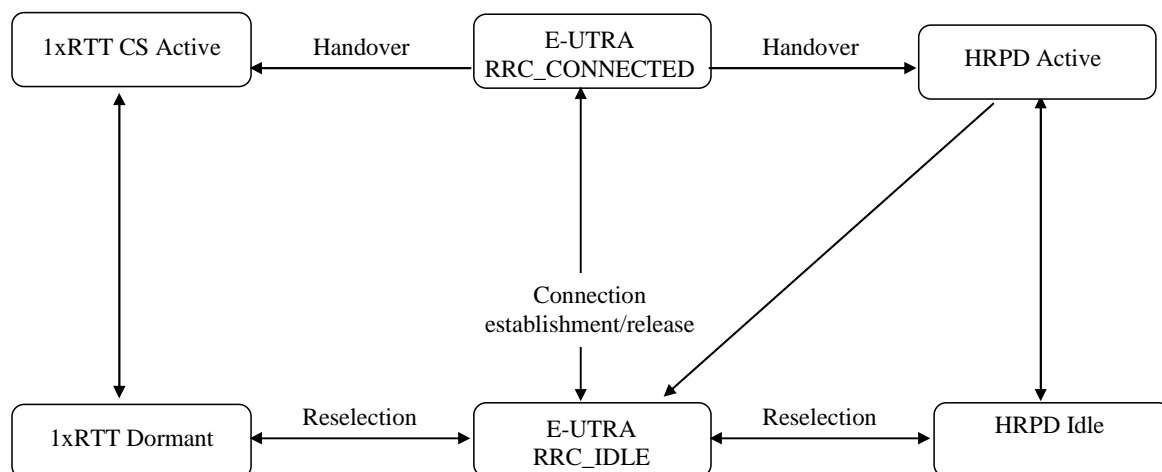 1xRTT CS Active
Handover
E-UTRA
RRC_CONNECTED
Handover
HRPD Active
Connection
establishment/release
1xRTT Dormant
Reselection
E-UTRA
RRC_IDLE
Reselection
HRPD Idle